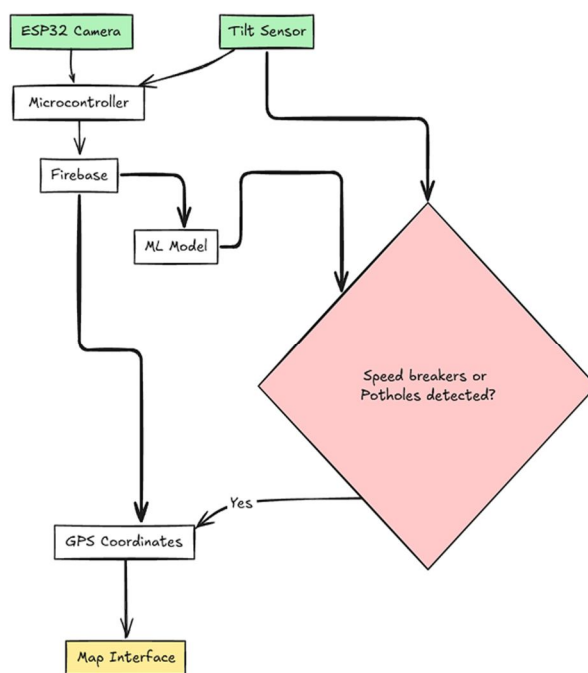 ESP32 Camera
Tilt Sensor
Microcontroller
Firebase
ML Model
Speed breakers or
Potholes detected?
Yes
GPS Coordinates
Map Interface